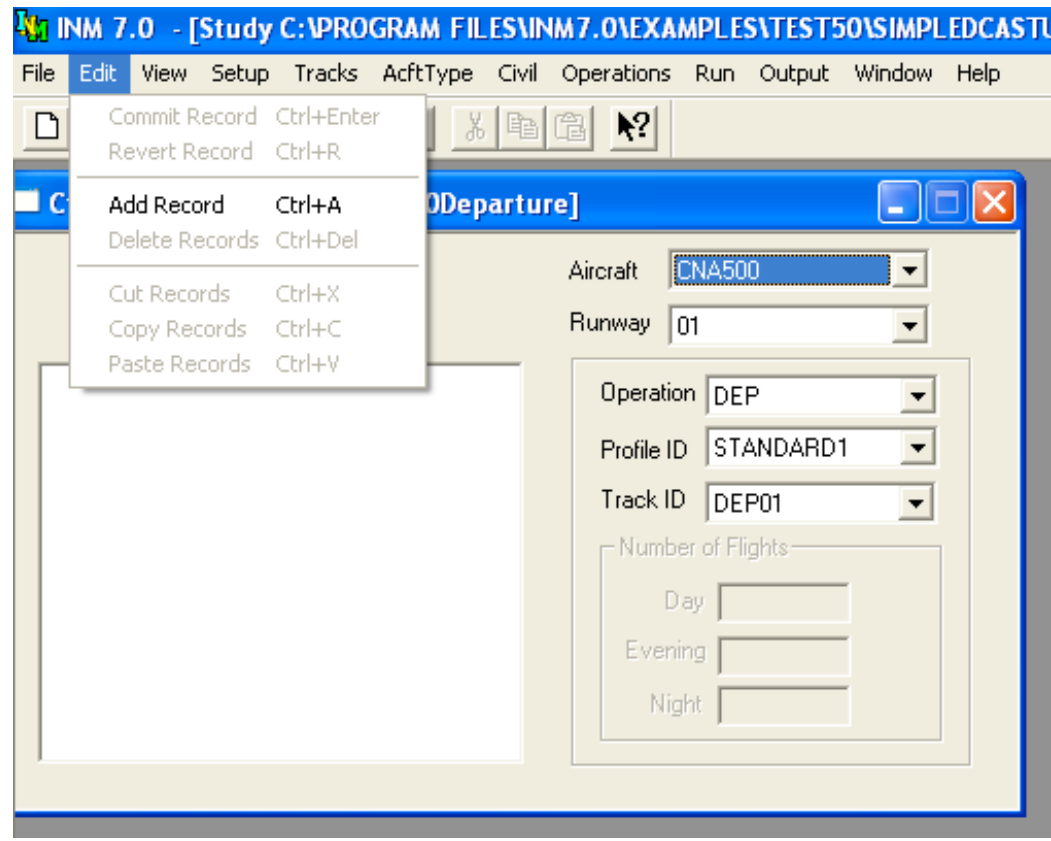 INM 7.0 - [Study C:\PROGRAM FILES\INM7.0\EXAMPLES\TEST50\SIMPLEDCAST
File Edit View Setup Tracks AcftType Civil Operations Run Output Window Help
Commit Record Ctrl+Enter
Revert Record Ctrl+R
Add Record Ctrl+A
Delete Records Ctrl+Del
Cut Records Ctrl+X
Copy Records Ctrl+C
Paste Records Ctrl+V
C
0Departure]
Aircraft CNA500
Runway 01
Operation DEP
Profile ID STANDARD1
Track ID DEP01
Number of Flights
Day
Evening
Night